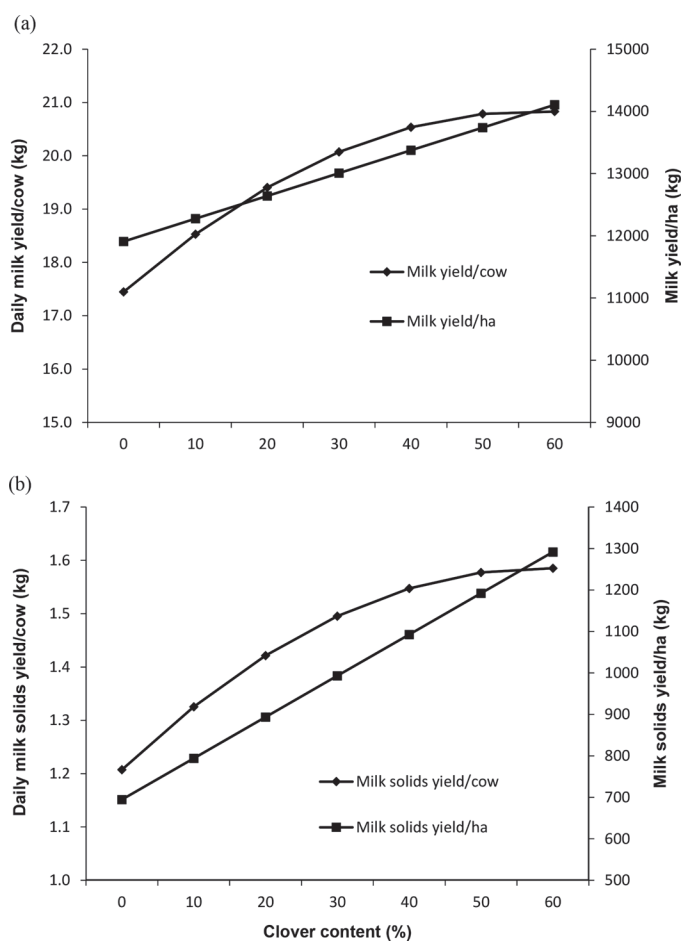 (a)
22.0
21.0
20.0
19.0
18.0
17.0
16.0
15.0
Daily milk yield/cow (kg)
15000
14000
13000
12000
11000
10000
9000
Milk yield/ha (kg)
Milk yield/cow
Milk yield/ha
0 10 20 30 40 50 60
(b)
1.7
1.6
1.5
1.4
1.3
1.2
1.1
1.0
Daily milk solids yield/cow (kg)
1400
1300
1200
1100
1000
900
800
700
600
500
Milk solids yield/ha (kg)
Milk solids yield/cow
Milk solids yield/ha
0 10 20 30 40 50 60
Clover content (%)